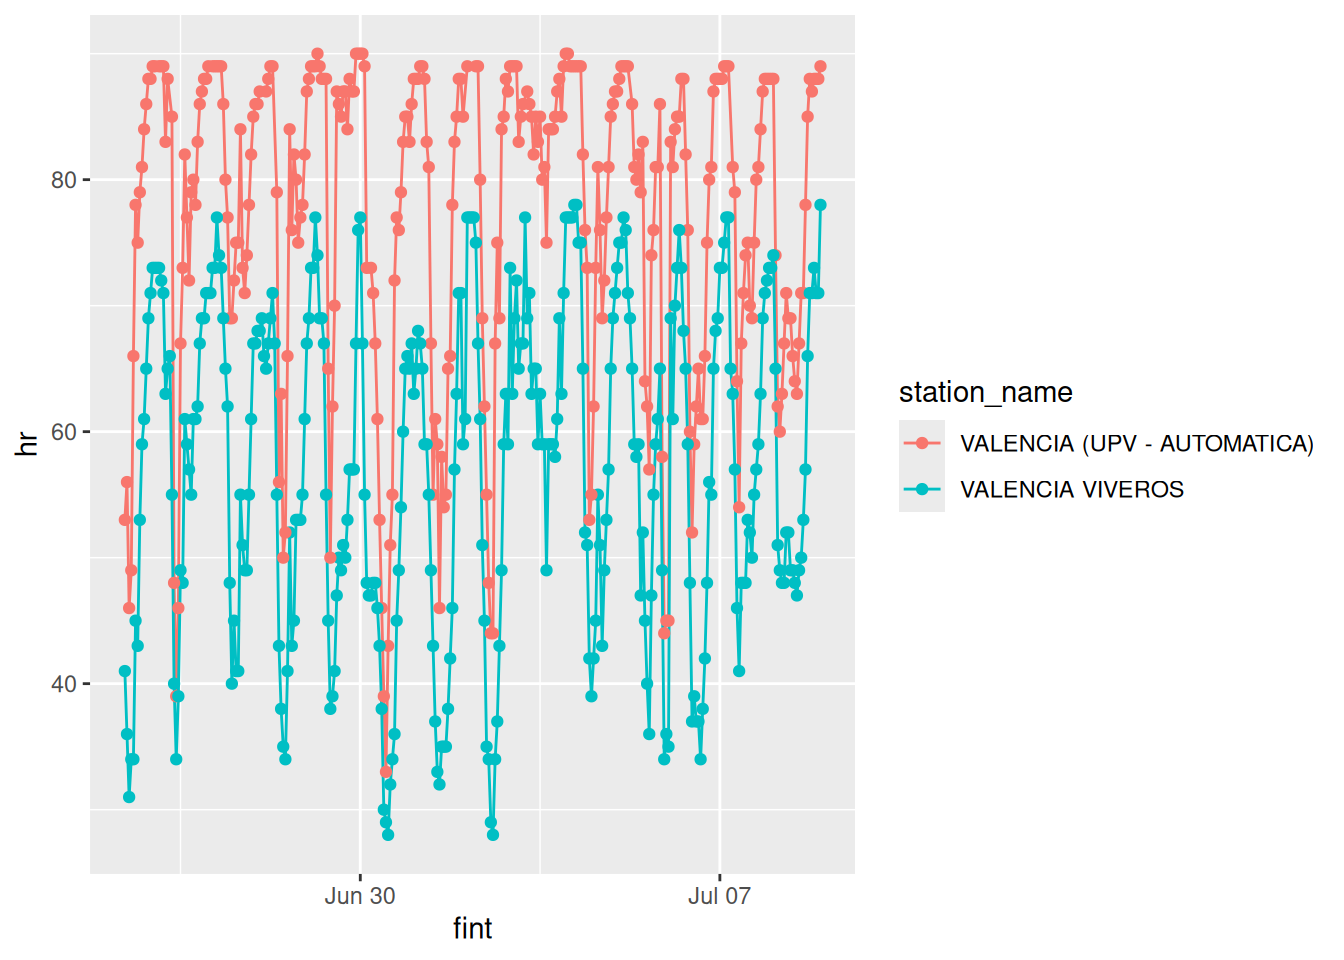 80
60
40
hr
Jun 30
Jul 07
fint
station_name
VALENCIA (UPV - AUTOMATICA)
VALENCIA VIVEROS